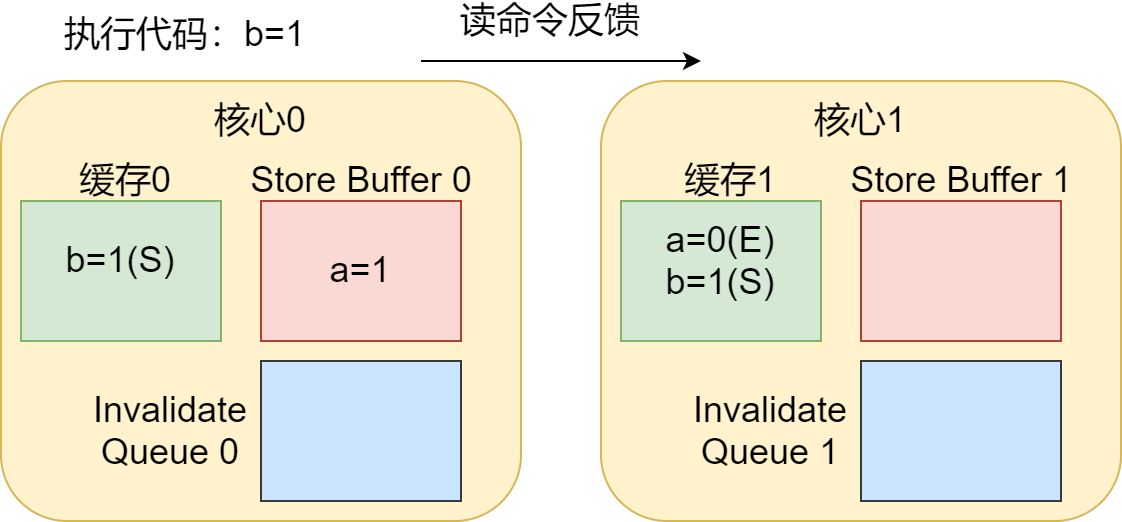 执行代码：b=1
读命令反馈
核心0
缓存0
Store Buffer 0
b=1(S)
a=1
Invalidate
Queue 0
核心1
缓存1
Store Buffer 1
a=0(E)
b=1(S)
Invalidate
Queue 1